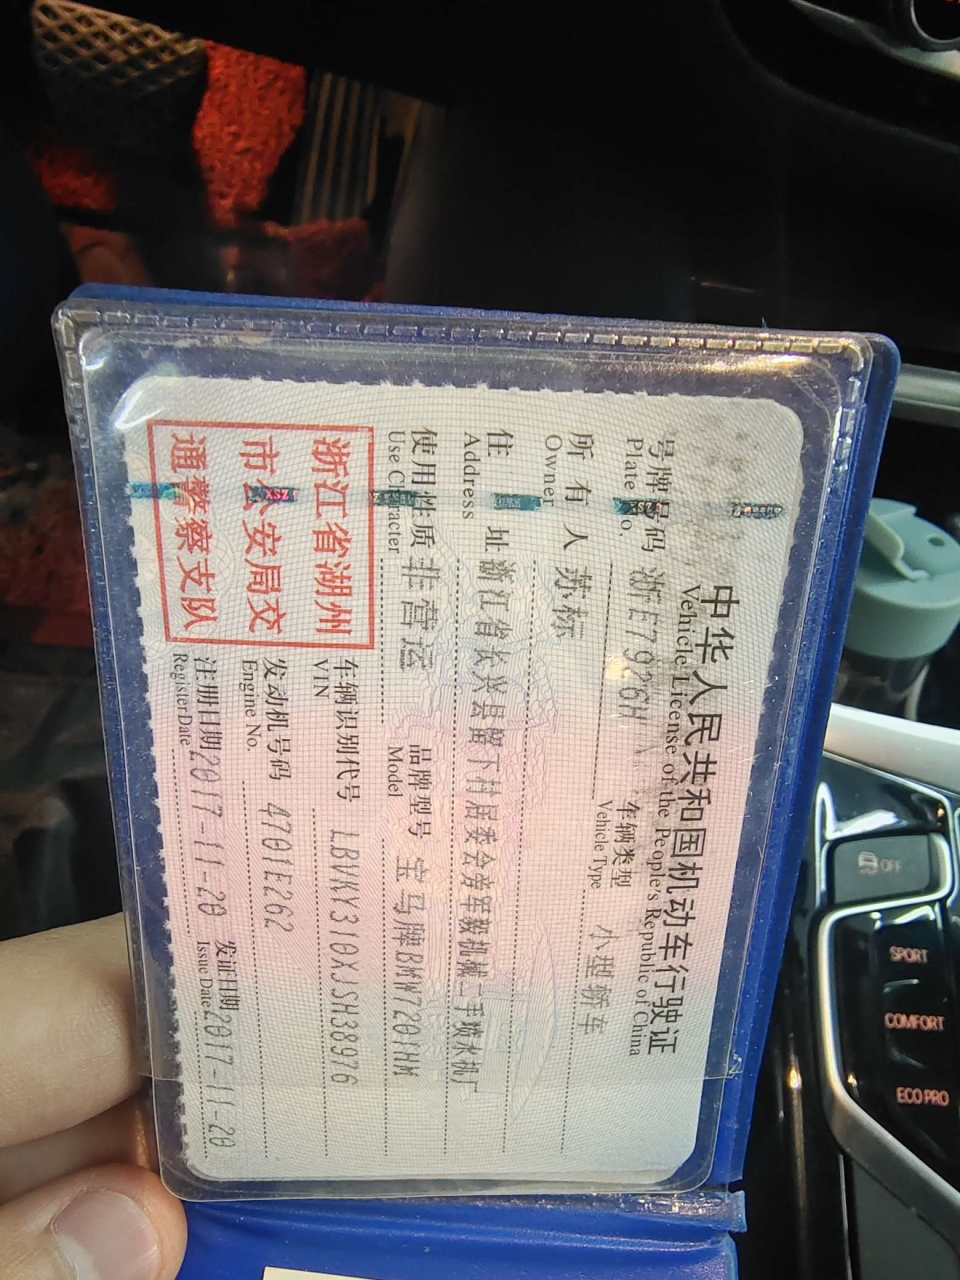 中华人民共和国机动车行驶证
Vehicle License of the People's Republic of China
号牌号码 浙E7926H 车辆类型 小型轿车
Plate No. Vehicle Type
所有人 苏标
Owner
住址 浙江省长兴县留下村居委会
Address
使用性质 非营运 品牌型号 宝马牌BMW7201HM
Use Character Model
浙江省湖州
市公安局交
通警察支队
车辆识别代号 LBVKY310XJSH38976
VIN
发动机号码 4701E262
Engine No.
注册日期 2017-11-20 发证日期 2017-11-20
Register Date Issue Date
OFF
SPORT
COMFORT
ECO PRO